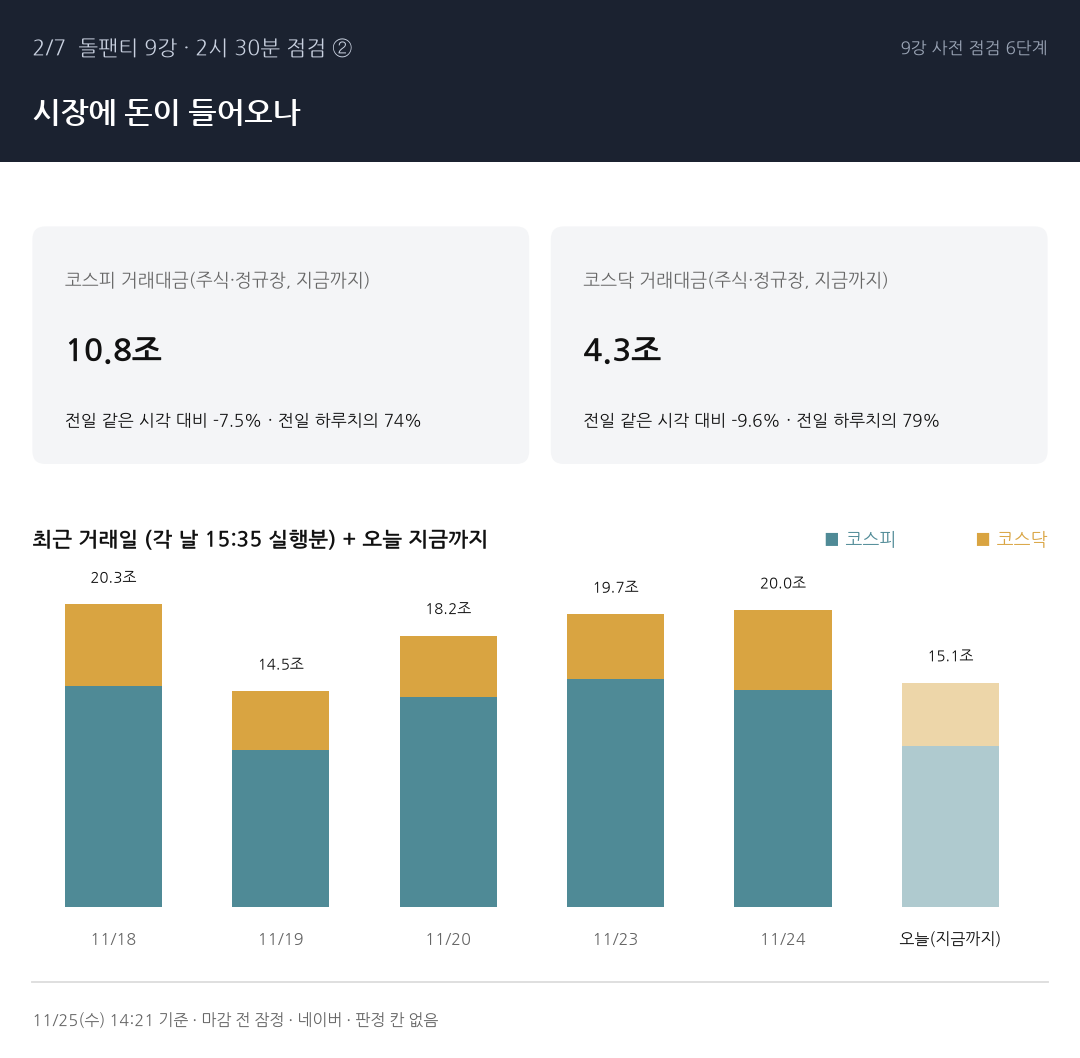 2/7 돌팬티 9강 · 2시 30분 점검 ②
9강 사전 점검 6단계
시장에 돈이 들어오나
코스피 거래대금(주식·정규장, 지금까지)
10.8조
전일 같은 시각 대비 -7.5% · 전일 하루치의 74%
코스닥 거래대금(주식·정규장, 지금까지)
4.3조
전일 같은 시각 대비 -9.6% · 전일 하루치의 79%
최근 거래일 (각 날 15:35 실행분) + 오늘 지금까지
■ 코스피
■ 코스닥
20.3조
14.5조
18.2조
19.7조
20.0조
15.1조
11/18
11/19
11/20
11/23
11/24
오늘(지금까지)
11/25(수) 14:21 기준 · 마감 전 잠정 · 네이버 · 판정 칸 없음